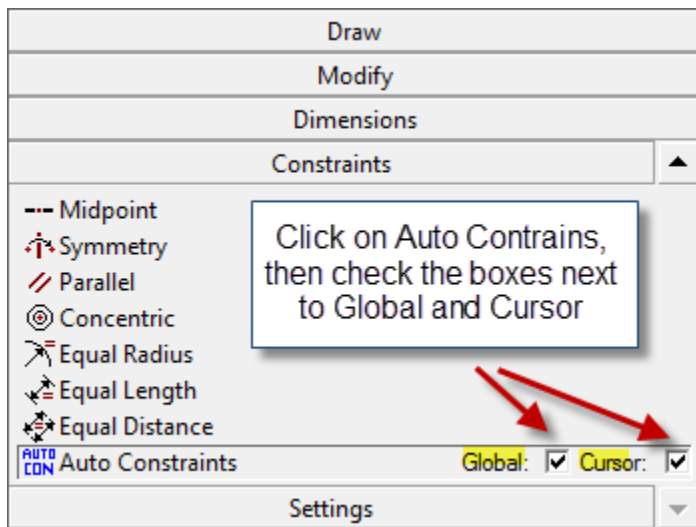 Draw
Modify
Dimensions
Constraints
Midpoint
Symmetry
Parallel
Concentric
Equal Radius
Equal Length
Equal Distance
AUTO CON Auto Constraints Global: Cursor:
Click on Auto Contrains,
then check the boxes next
to Global and Cursor
Settings